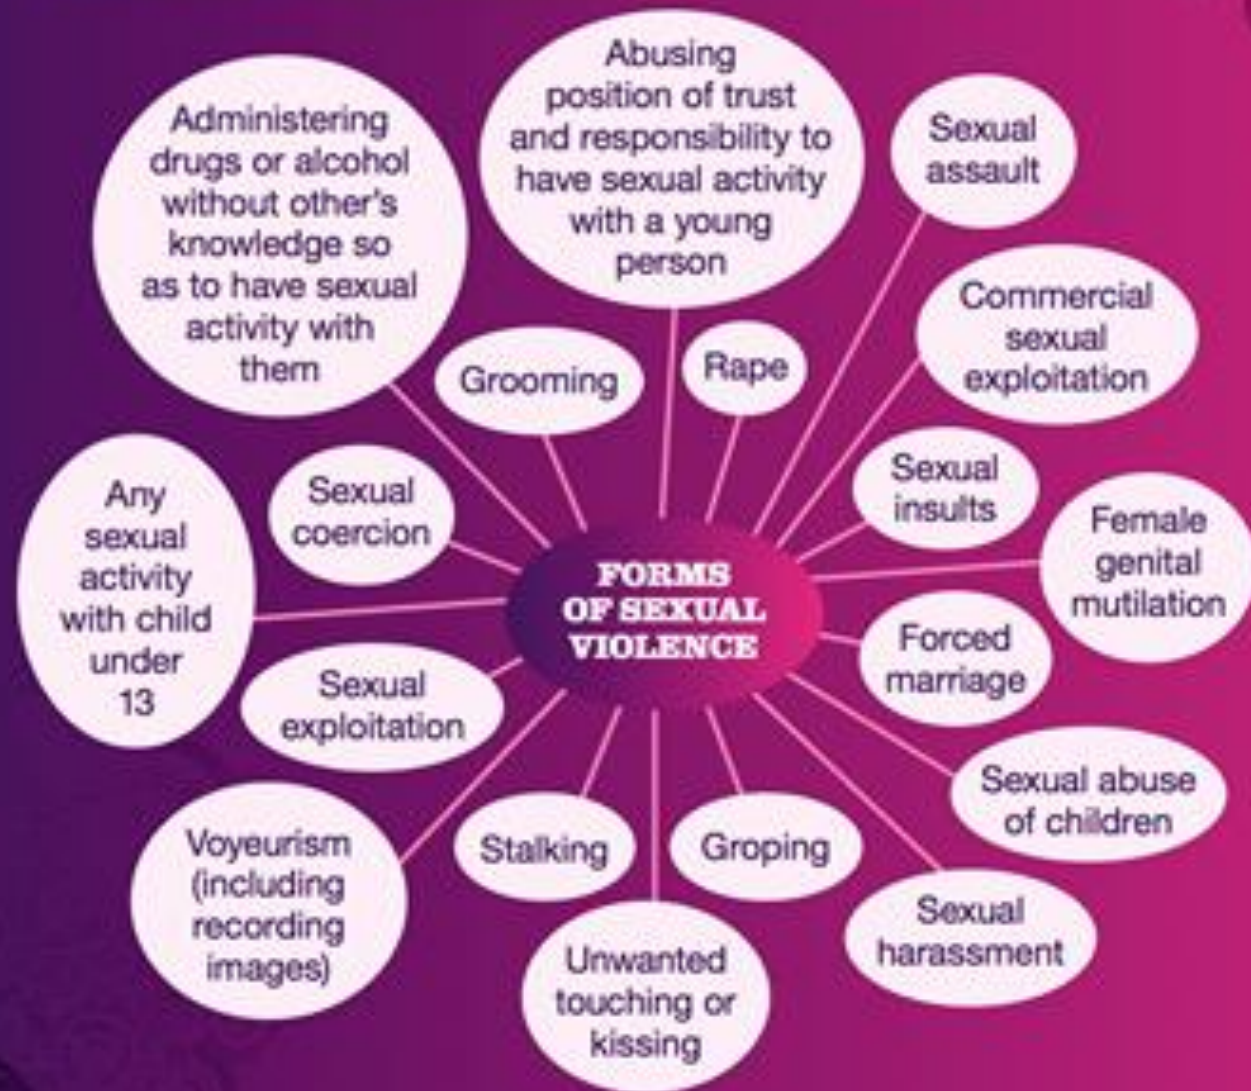 Administering
drugs or alcohol
without other's
knowledge so
as to have sexual
activity with
them
Abusing
position of trust
and responsibility to
have sexual activity
with a young
person
Sexual
assault
Commercial
sexual
exploitation
Grooming
Rape
Sexual
insults
Female
genital
mutilation
Any
sexual
activity
with child
under
13
Sexual
coercion
FORMS
OF SEXUAL
VIOLENCE
Forced
marriage
Sexual
exploitation
Sexual abuse
of children
Voyeurism
(including
recording
images)
Stalking
Groping
Sexual
harassment
Unwanted
touching or
kissing